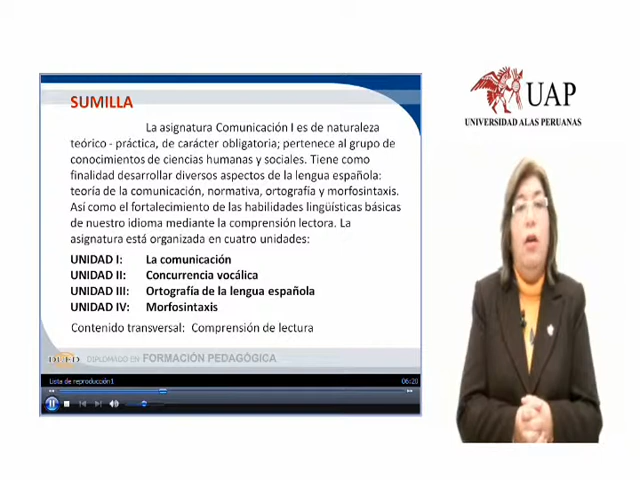 SUMILLA
La asignatura Comunicación I es de naturaleza
teórico - práctica, de carácter obligatoria; pertenece al grupo de
conocimientos de ciencias humanas y sociales. Tiene como
finalidad desarrollar diversos aspectos de la lengua española:
teoría de la comunicación, normativa, ortografía y morfosintaxis.
Así como el fortalecimiento de las habilidades lingüísticas básicas
de nuestro idioma mediante la comprensión lectora. La
asignatura está organizada en cuatro unidades:
UNIDAD I: La comunicación
UNIDAD II: Concurrencia vocálica
UNIDAD III: Ortografía de la lengua española
UNIDAD IV: Morfosintaxis
Contenido transversal: Comprensión de lectura
DUED DIPLOMADO EN FORMACIÓN PEDAGÓGICA
Lista de reproducción1 06:20
UAP
UNIVERSIDAD ALAS PERUANAS